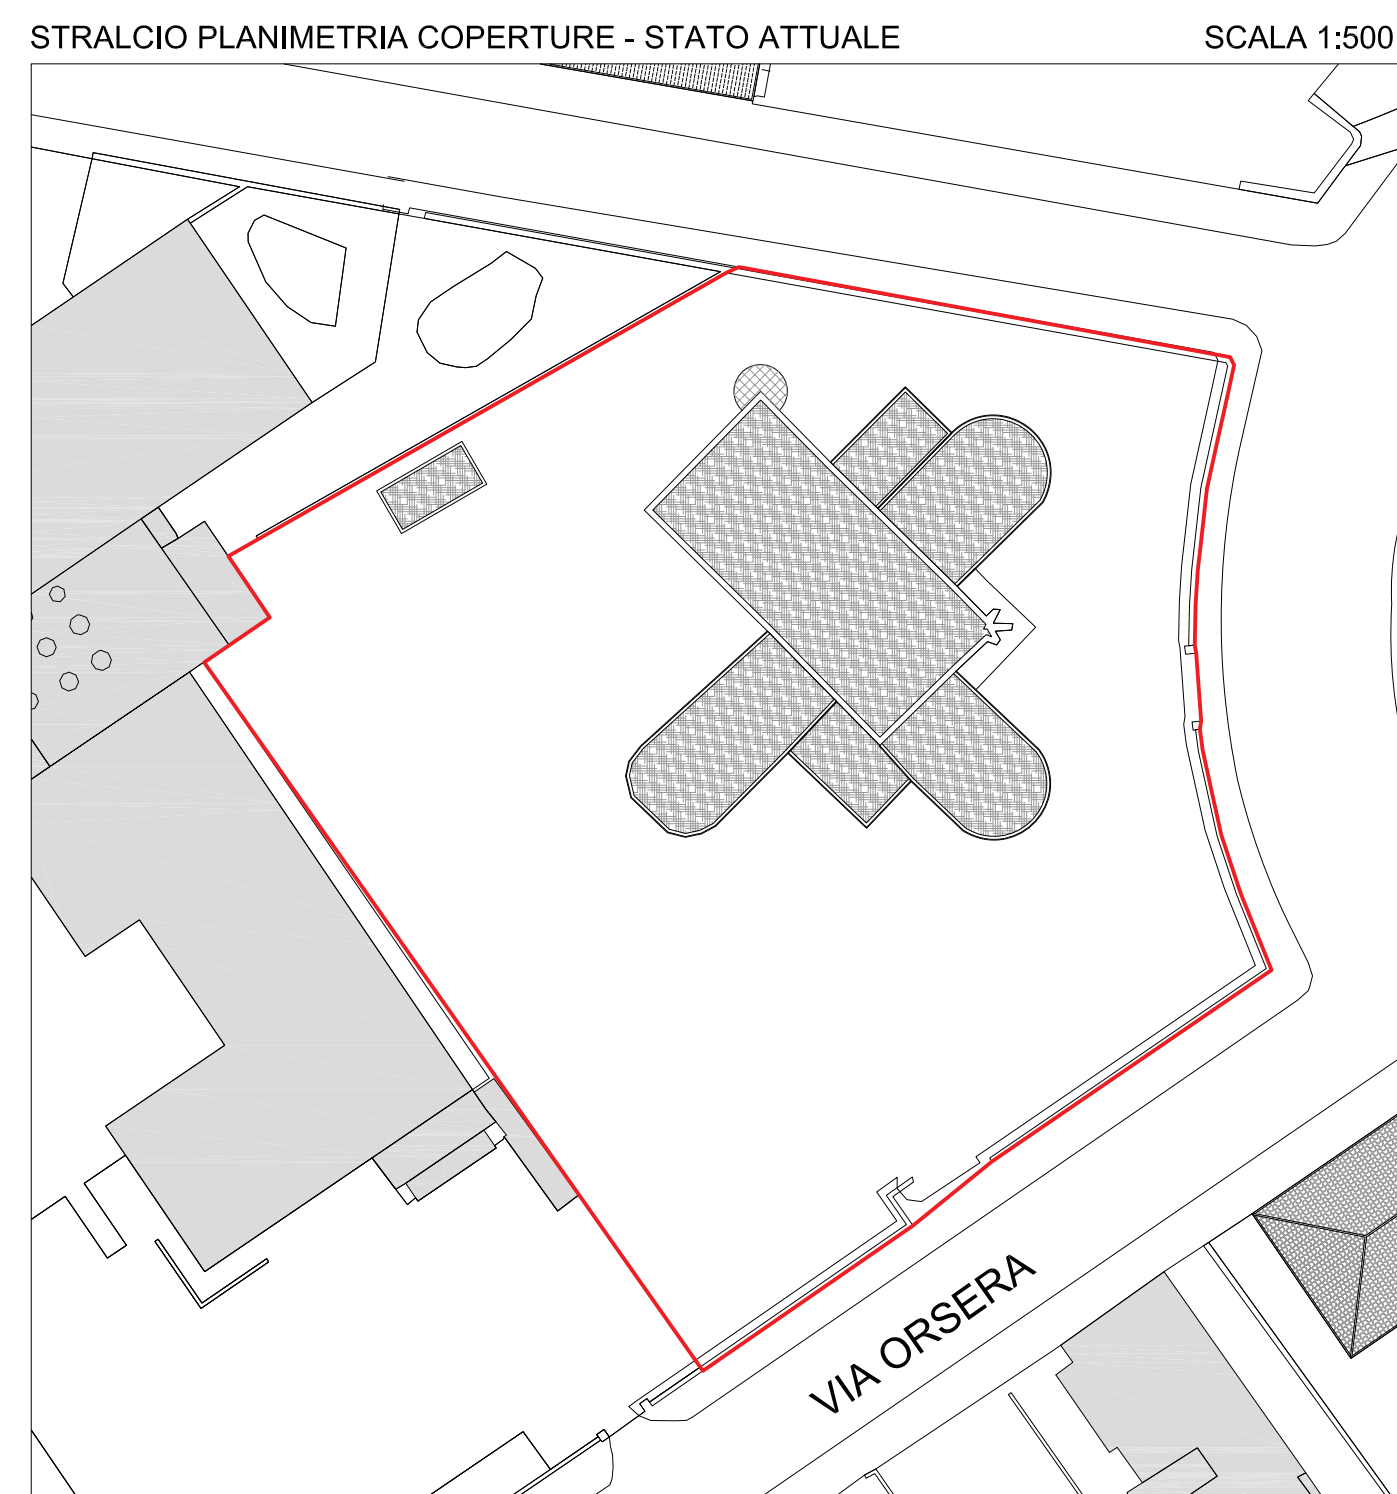 STRALCIO PLANIMETRIA COPERTURE - STATO ATTUALE
SCALA 1:500
VIA ORSERA